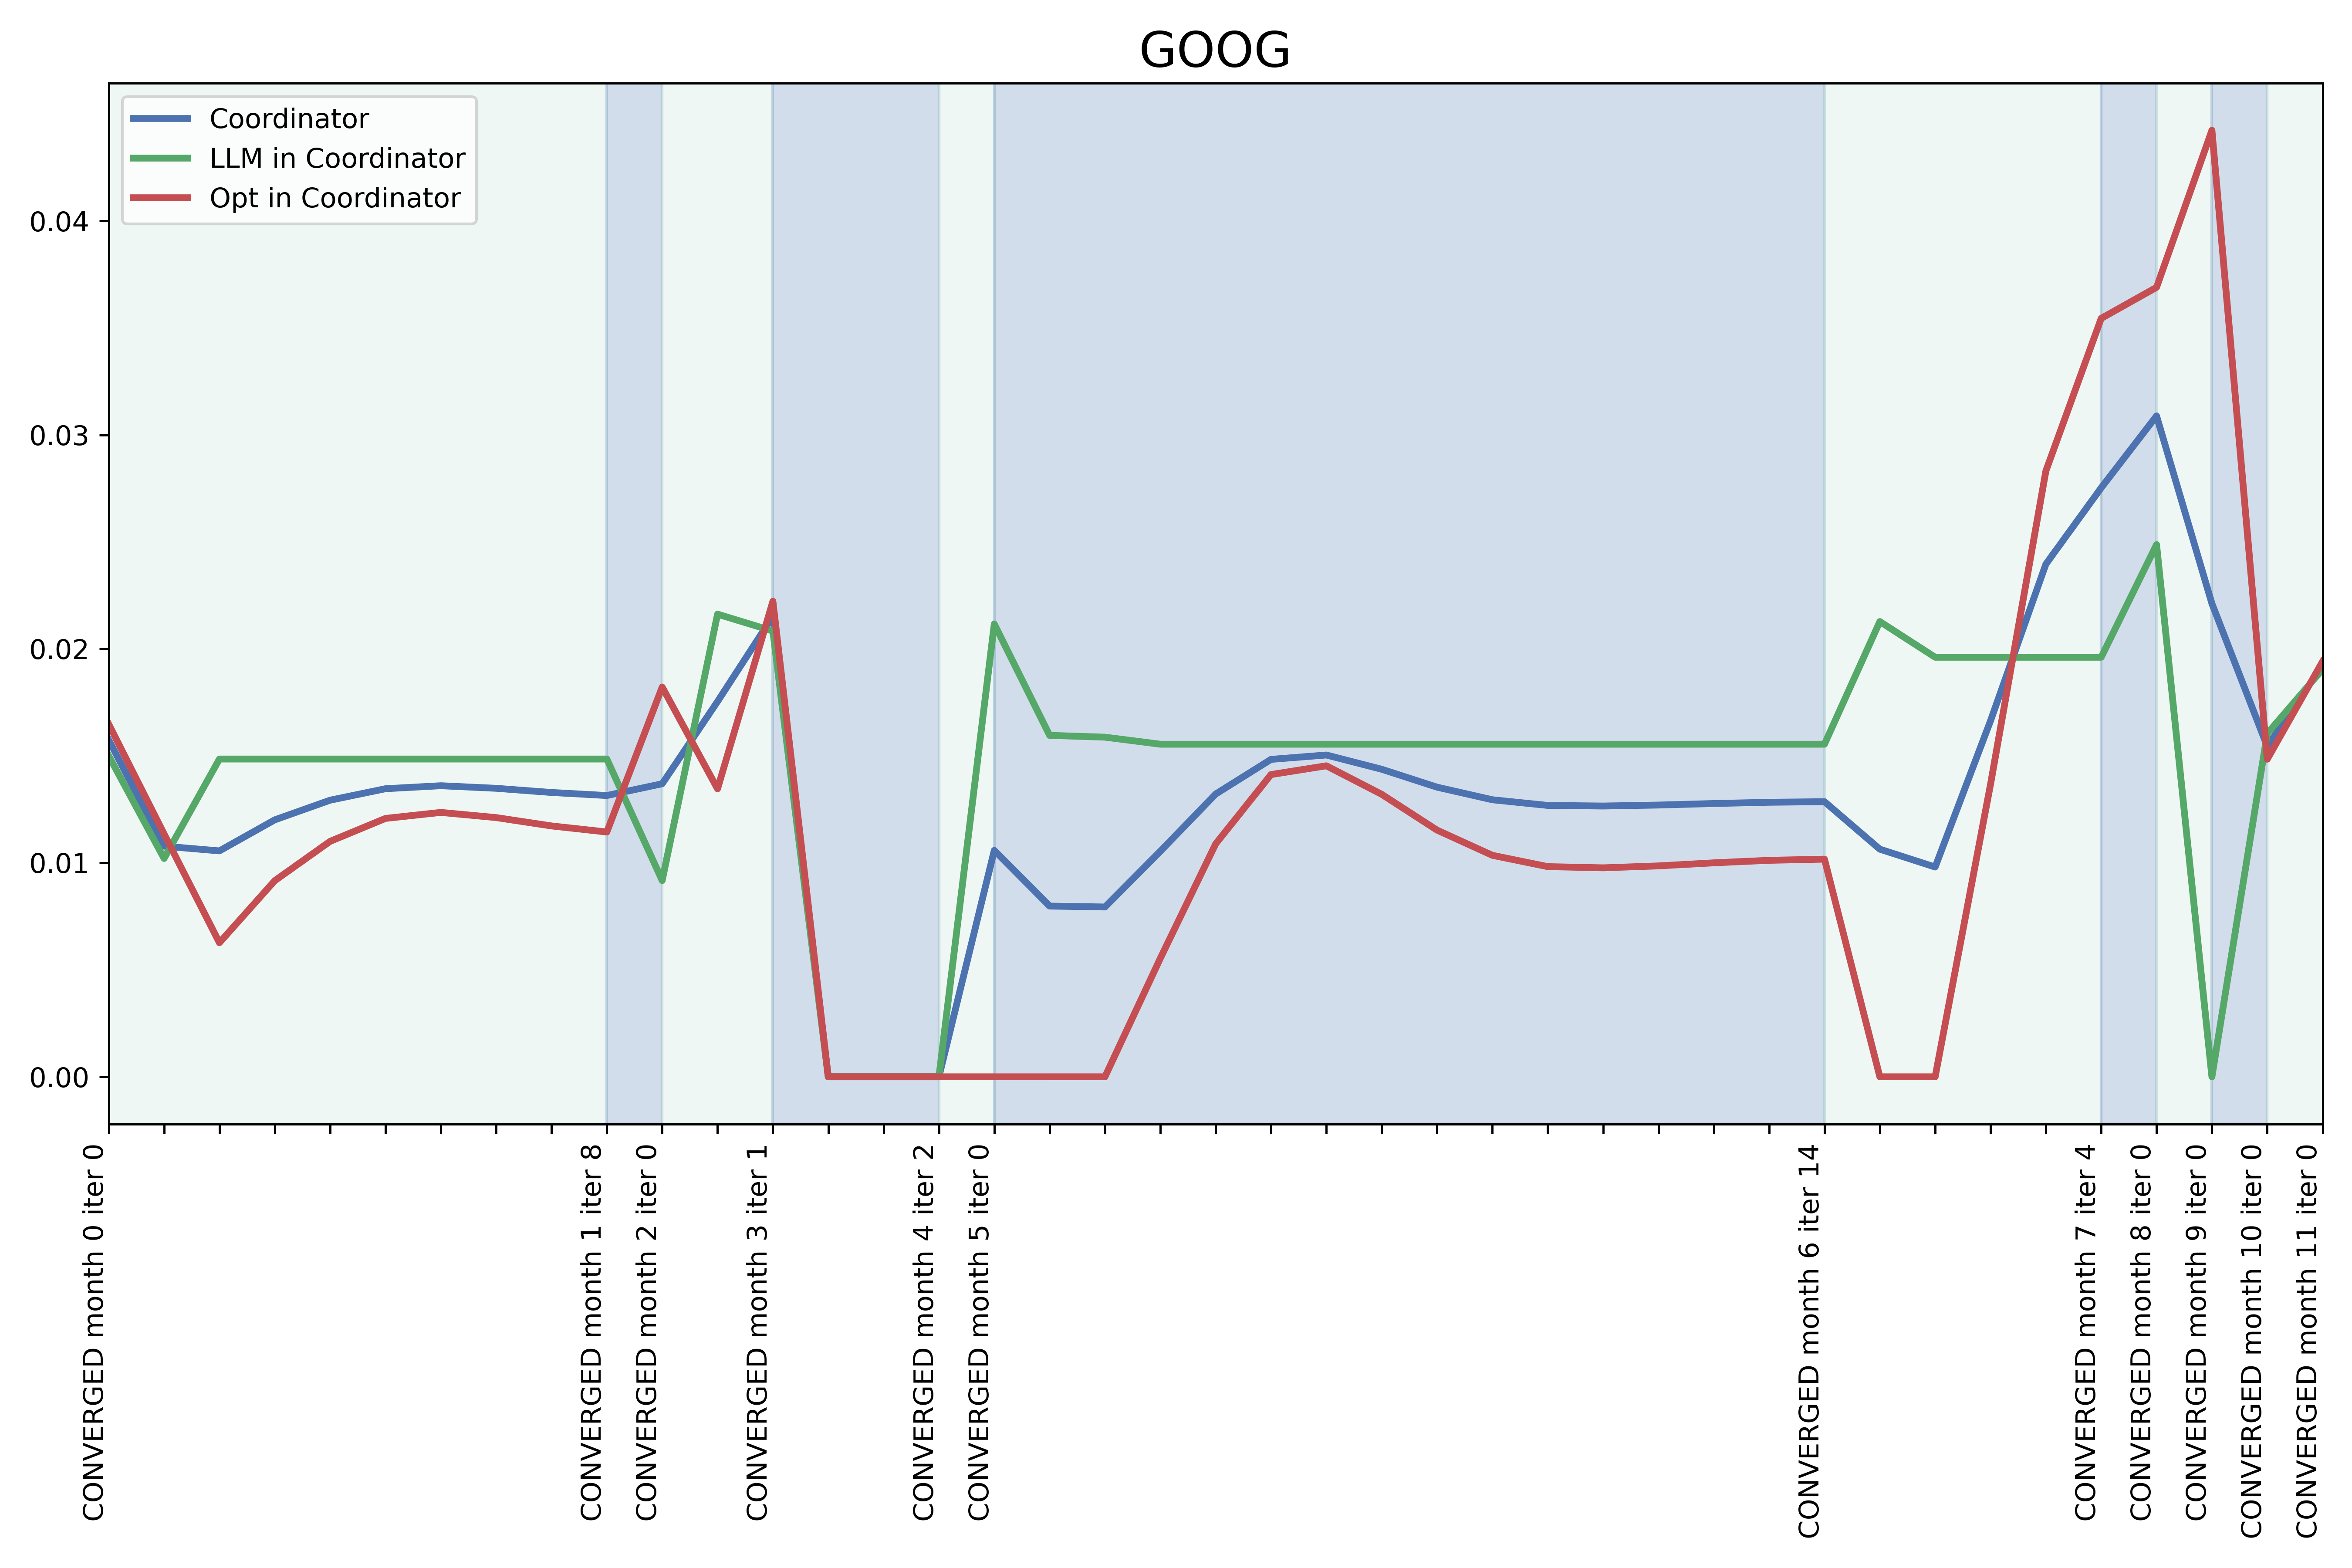 GOOG
Coordinator
LLM in Coordinator
Opt in Coordinator
0.04
0.03
0.02
0.01
0.00
CONVERGED month 0 iter 0
CONVERGED month 1 iter 8
CONVERGED month 2 iter 0
CONVERGED month 3 iter 1
CONVERGED month 4 iter 2
CONVERGED month 5 iter 0
CONVERGED month 6 iter 14
CONVERGED month 7 iter 4
CONVERGED month 8 iter 0
CONVERGED month 9 iter 0
CONVERGED month 10 iter 0
CONVERGED month 11 iter 0